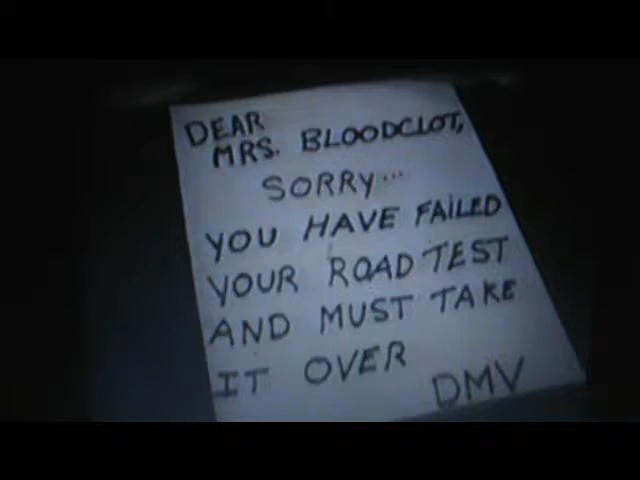 DEAR
MRS. BLOODCLOT,
SORRY...
YOU HAVE FAILED
YOUR ROAD TEST
AND MUST TAKE
IT OVER
DMV